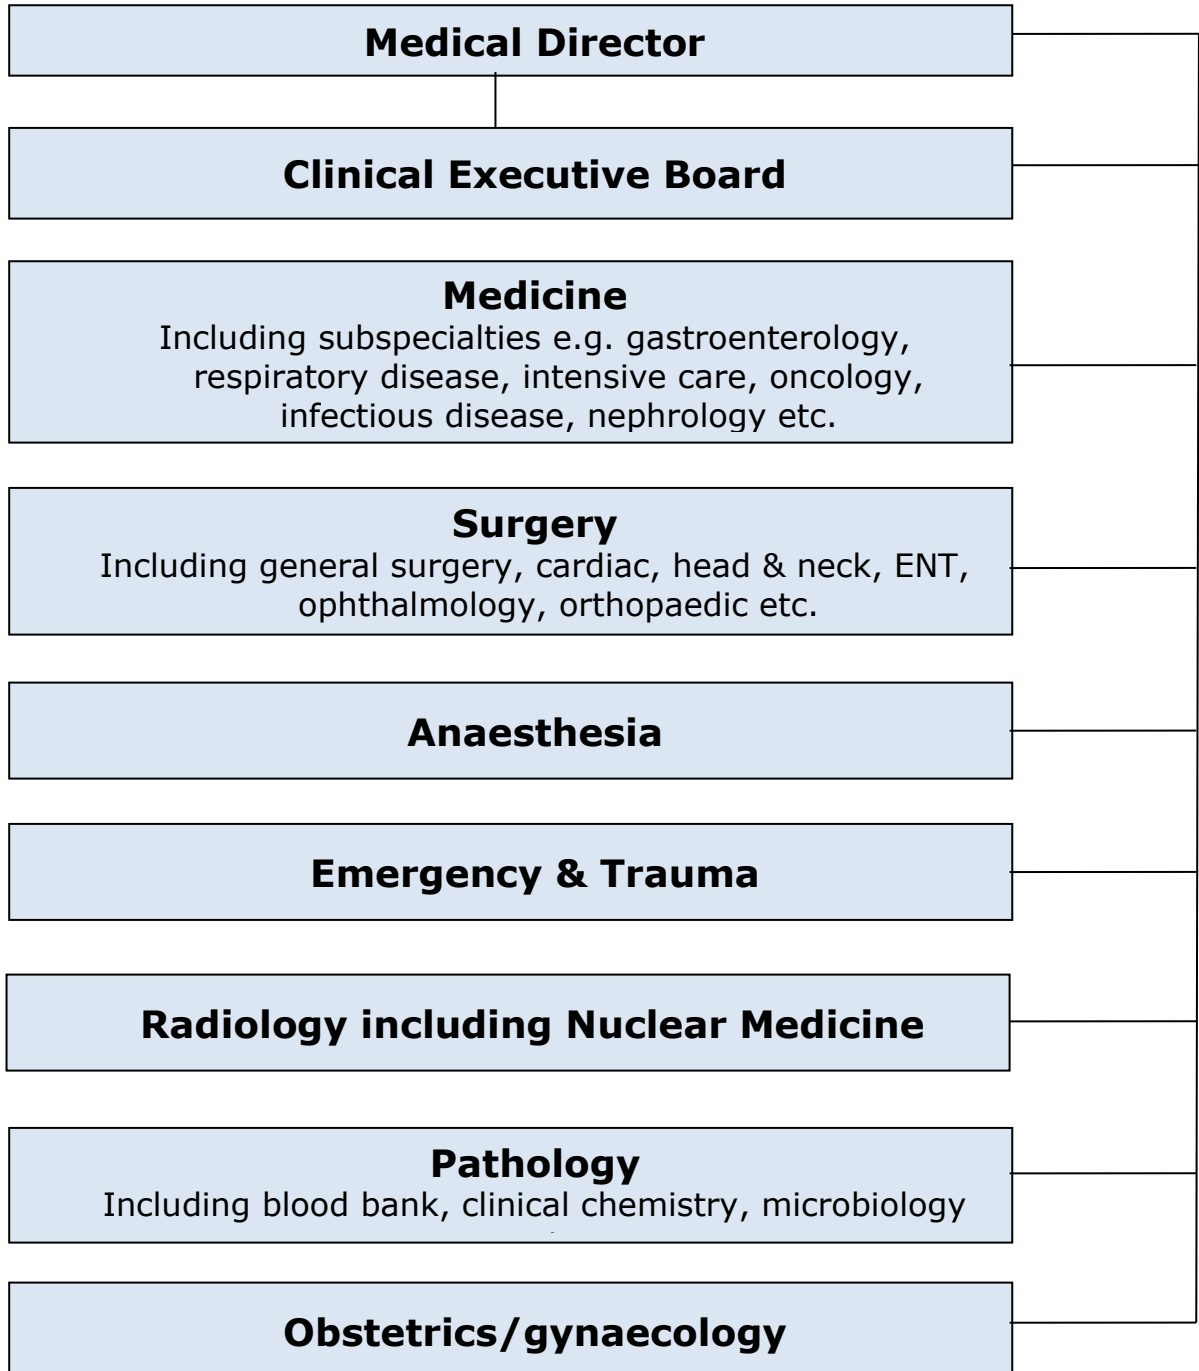 Medical Director
Clinical Executive Board
Medicine
Including subspecialties e.g. gastroenterology,
respiratory disease, intensive care, oncology,
infectious disease, nephrology etc.
Surgery
Including general surgery, cardiac, head & neck, ENT,
ophthalmology, orthopaedic etc.
Anaesthesia
Emergency & Trauma
Radiology including Nuclear Medicine
Pathology
Including blood bank, clinical chemistry, microbiology
Obstetrics/gynaecology